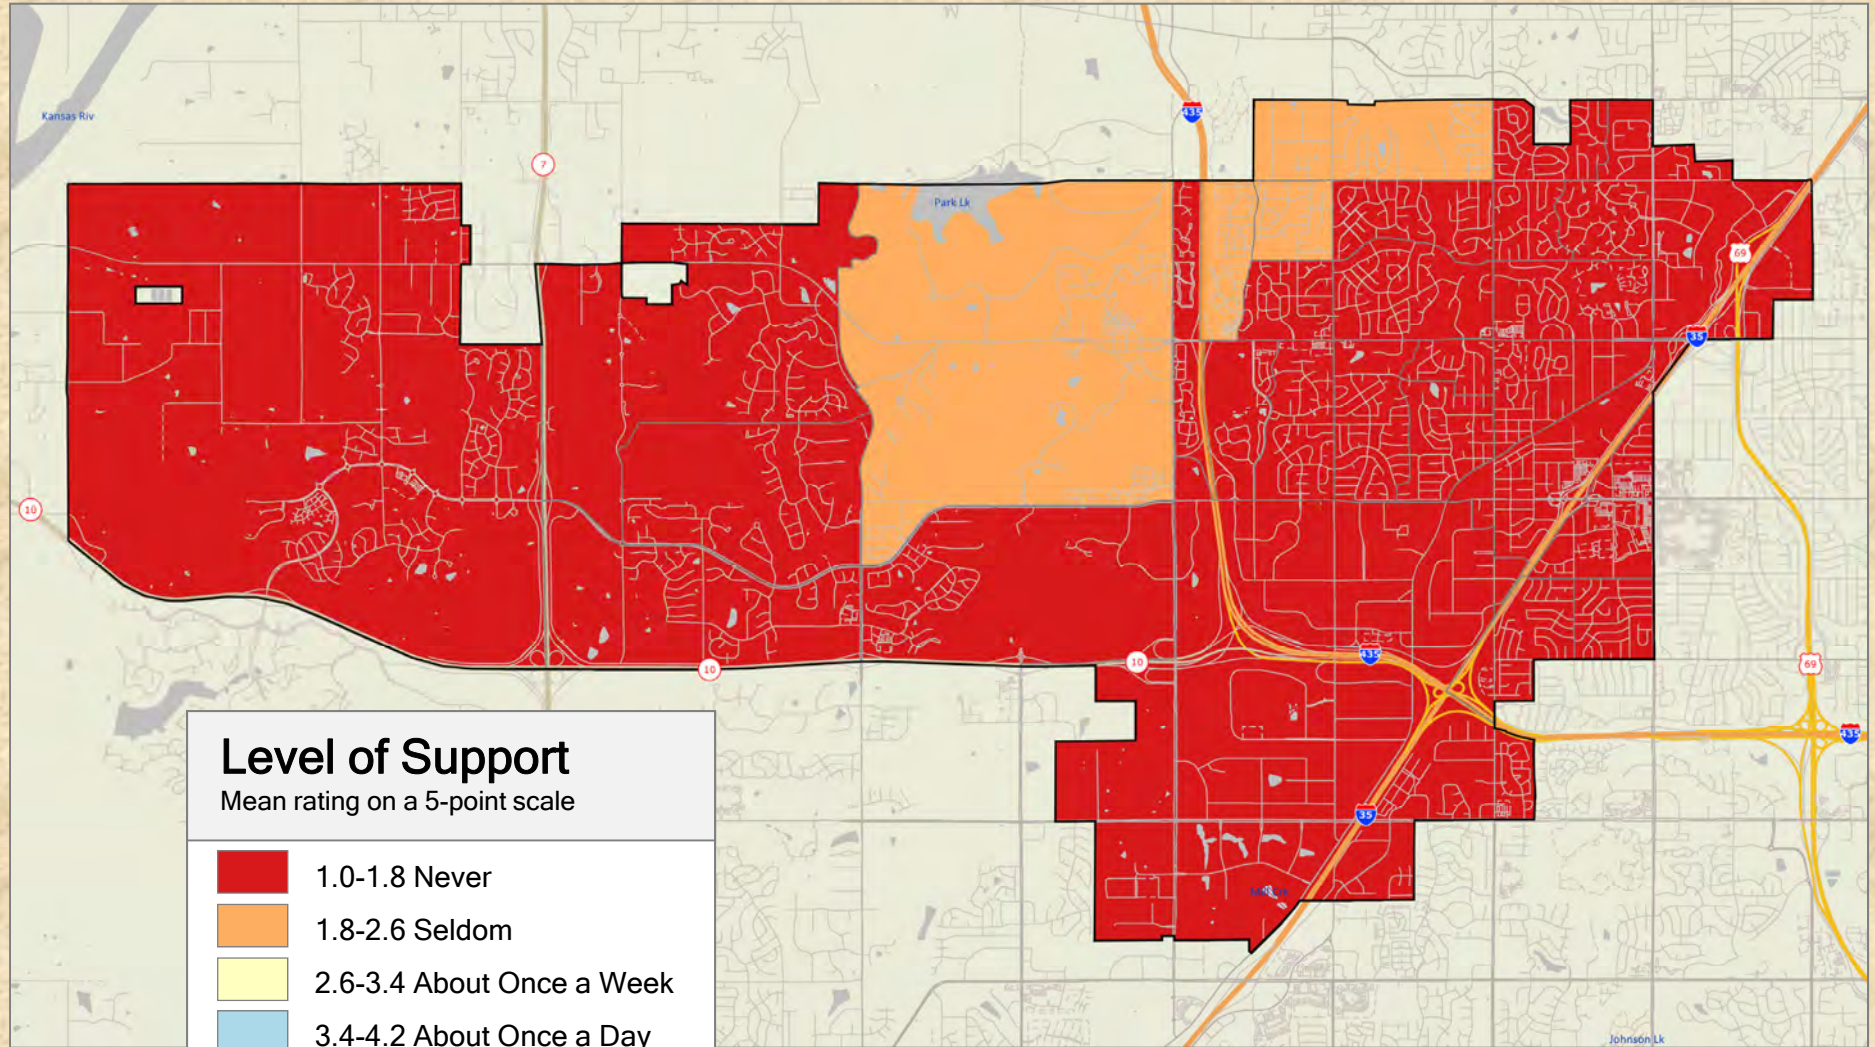 435
Kansas Riv
7
Park Lk
69
35
10
435
10
10
69
435
35
Mill Crk
Johnson Lk
Level of Support
Mean rating on a 5-point scale
1.0-1.8 Never
1.8-2.6 Seldom
2.6-3.4 About Once a Week
3.4-4.2 About Once a Day